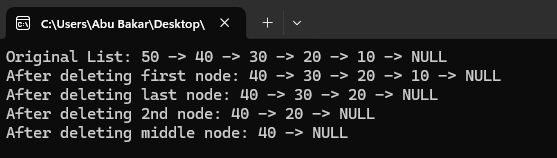 C:\Users\Abu Bakar\Desktop\
Original List: 50 -> 40 -> 30 -> 20 -> 10 -> NULL
After deleting first node: 40 -> 30 -> 20 -> 10 -> NULL
After deleting last node: 40 -> 30 -> 20 -> NULL
After deleting 2nd node: 40 -> 20 -> NULL
After deleting middle node: 40 -> NULL